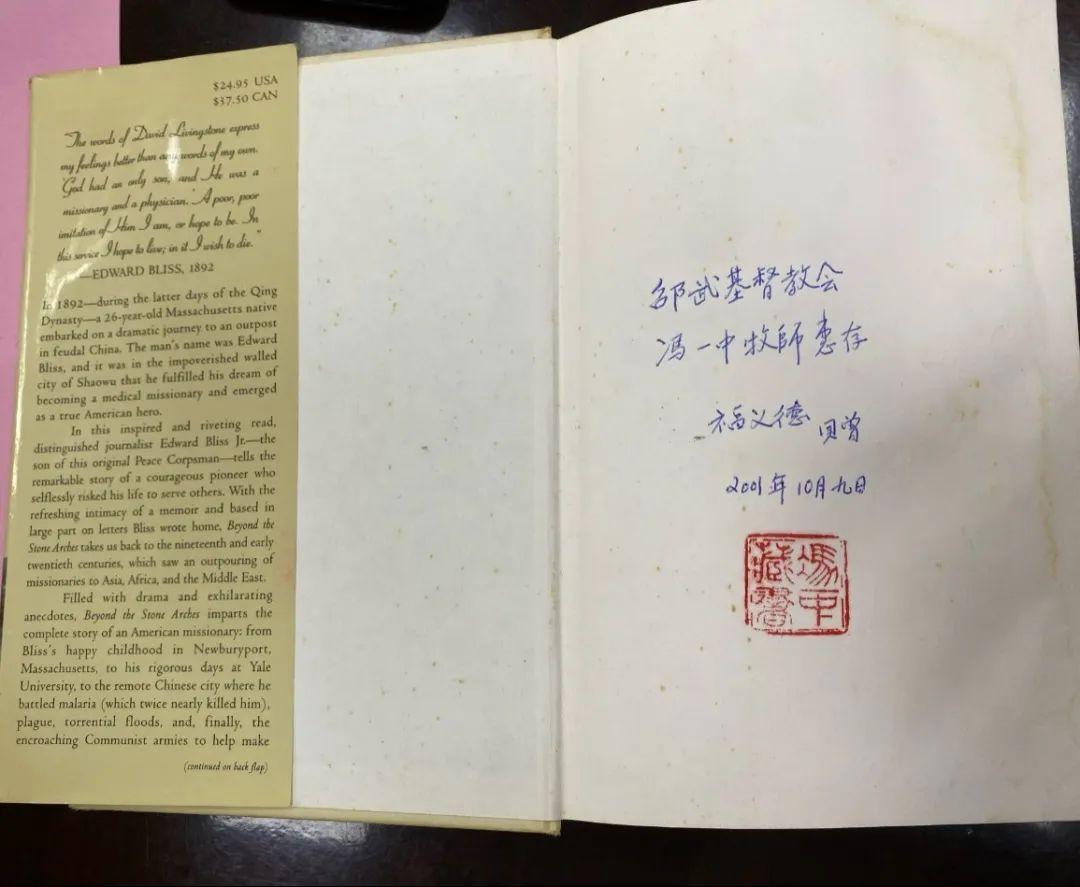 $24.95 USA
$37.50 CAN
"The words of David Livingstone express
my feelings better than any words of my own.
'God had an only son, and He was a
missionary and a physician.' A poor, poor
imitation of Him I am, or hope to be. In
this service I hope to live; in it I wish to die."
—EDWARD BLISS, 1892
In 1892—during the latter days of the Qing
Dynasty—a 26-year-old Massachusetts native
embarked on a dramatic journey to an outpost
in feudal China. The man's name was Edward
Bliss, and it was in the impoverished walled
city of Shaowu that he fulfilled his dream of
becoming a medical missionary and emerged
as a true American hero.
In this inspired and riveting read,
distinguished journalist Edward Bliss Jr.—the
son of this original Peace Corpsman—tells the
remarkable story of a courageous pioneer who
selflessly risked his life to serve others. With the
refreshing intimacy of a memoir and based in
large part on letters Bliss wrote home, Beyond the
Stone Arches takes us back to the nineteenth and early
twentieth centuries, which saw an outpouring of
missionaries to Asia, Africa, and the Middle East.
Filled with drama and exhilarating
anecdotes, Beyond the Stone Arches imparts the
complete story of an American missionary: from
Bliss's happy childhood in Newburyport,
Massachusetts, to his rigorous days at Yale
University, to the remote Chinese city where he
battled malaria (which twice nearly killed him),
plague, torrential floods, and, finally, the
encroaching Communist armies to help make
(continued on back flap)
邵武基督教会
冯一中牧師惠存
福义德 赠
2001年10月九日
馮一中
藏書